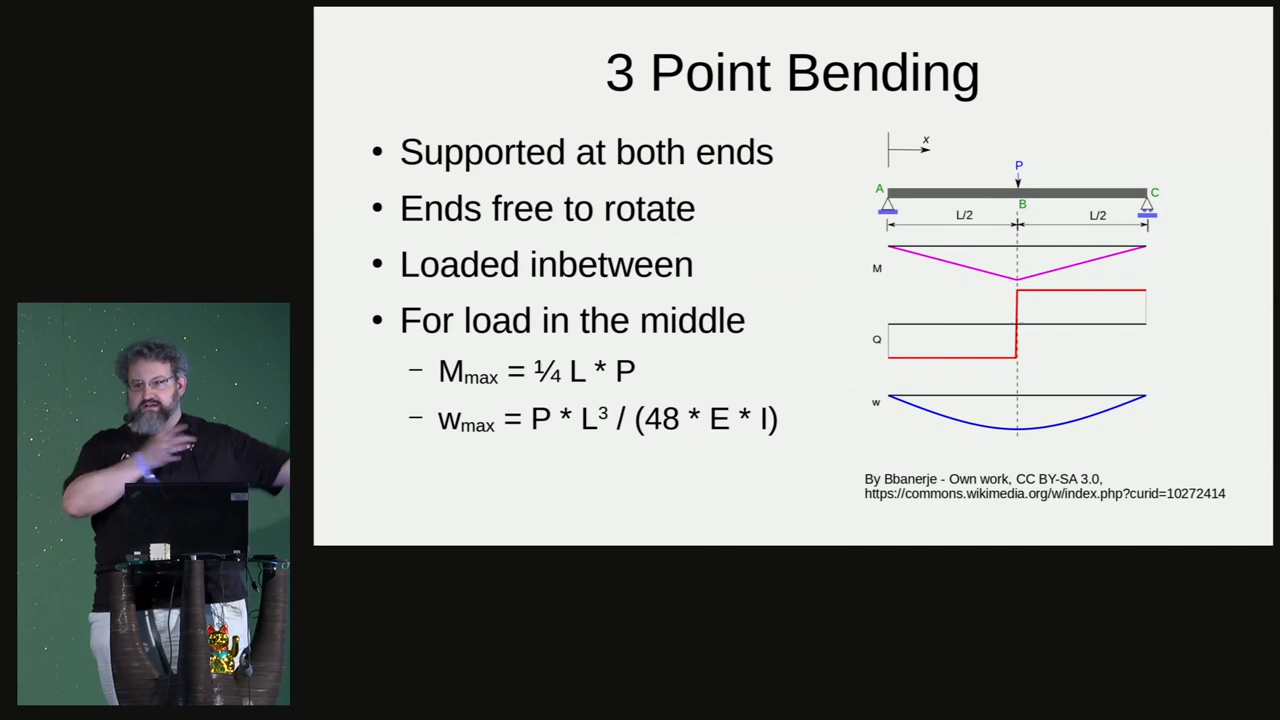 3 Point Bending
• Supported at both ends
• Ends free to rotate
• Loaded inbetween
• For load in the middle
– Mmax = ¼ L * P
– wmax = P * L³ / (48 * E * I)
x
P
A
C
B
L/2 L/2
M
Q
w
By Bbanerje - Own work, CC BY-SA 3.0,
https://commons.wikimedia.org/w/index.php?curid=10272414